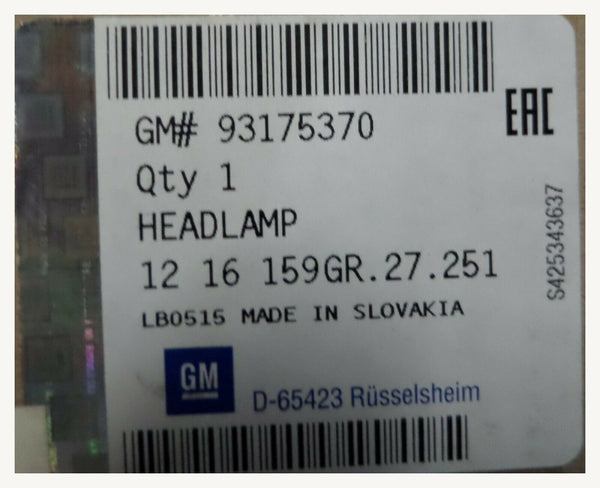 GM# 93175370
EAC
Qty 1
HEADLAMP
12 16 159GR.27.251
LB0515 MADE IN SLOVAKIA
S425343637
GM
D-65423 Rüsselsheim